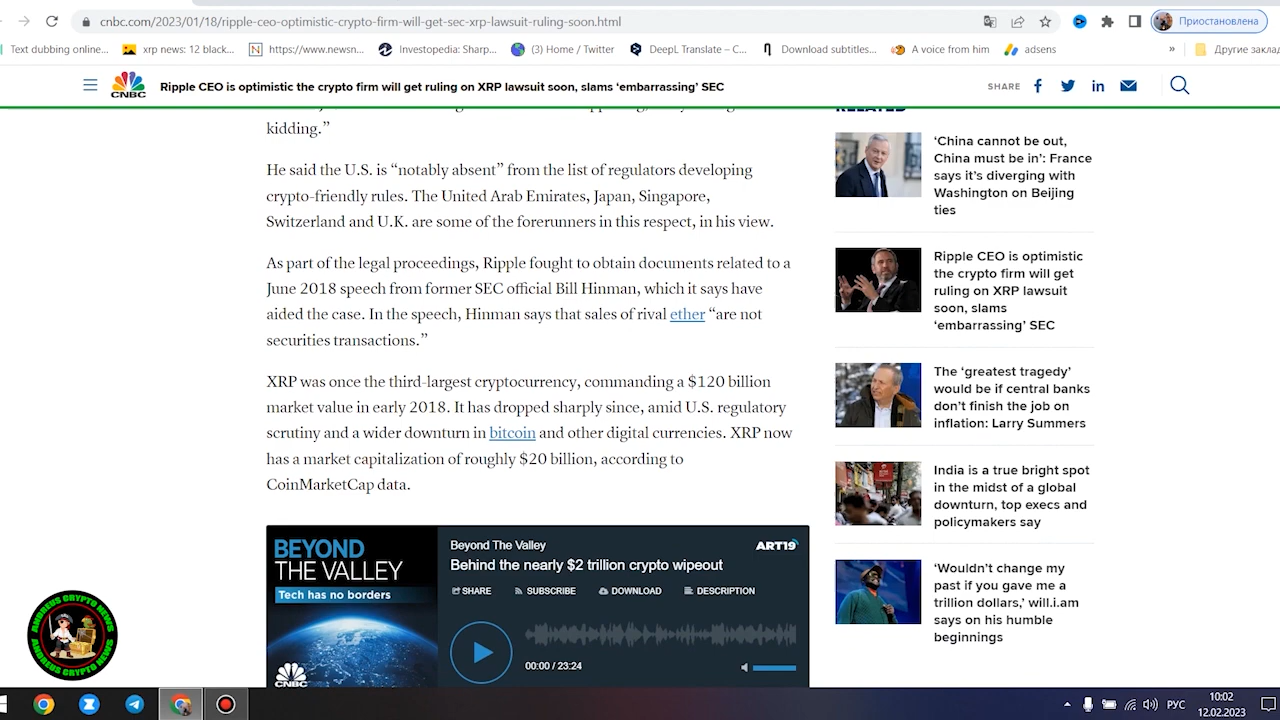 cnbc.com/2023/01/18/ripple-ceo-optimistic-crypto-firm-will-get-sec-xrp-lawsuit-ruling-soon.html
Приостановлена
Text dubbing online...
xrp news: 12 black...
https://www.newsn...
Investopedia: Sharp...
(3) Home / Twitter
DeepL Translate – C...
Download subtitles...
A voice from him
adsens
»
Другие заклад
CNBC
Ripple CEO is optimistic the crypto firm will get ruling on XRP lawsuit soon, slams ‘embarrassing’ SEC
SHARE
kidding.”
He said the U.S. is “notably absent” from the list of regulators developing
crypto-friendly rules. The United Arab Emirates, Japan, Singapore,
Switzerland and U.K. are some of the forerunners in this respect, in his view.
As part of the legal proceedings, Ripple fought to obtain documents related to a
June 2018 speech from former SEC official Bill Hinman, which it says have
aided the case. In the speech, Hinman says that sales of rival ether “are not
securities transactions.”
XRP was once the third-largest cryptocurrency, commanding a $120 billion
market value in early 2018. It has dropped sharply since, amid U.S. regulatory
scrutiny and a wider downturn in bitcoin and other digital currencies. XRP now
has a market capitalization of roughly $20 billion, according to
CoinMarketCap data.
BEYOND
THE VALLEY
Tech has no borders
CNBC
Beyond The Valley
ART19
Behind the nearly $2 trillion crypto wipeout
SHARE
SUBSCRIBE
DOWNLOAD
DESCRIPTION
00:00 / 23:24
RELATED
‘China cannot be out,
China must be in’: France
says it’s diverging with
Washington on Beijing
ties
Ripple CEO is optimistic
the crypto firm will get
ruling on XRP lawsuit
soon, slams
‘embarrassing’ SEC
The ‘greatest tragedy’
would be if central banks
don’t finish the job on
inflation: Larry Summers
India is a true bright spot
in the midst of a global
downturn, top execs and
policymakers say
‘Wouldn’t change my
past if you gave me a
trillion dollars,’ will.i.am
says on his humble
beginnings
ANDREUS CRYPTO NEWS
ANDREUS CRYPTO NEWS
РУС
10:02
12.02.2023